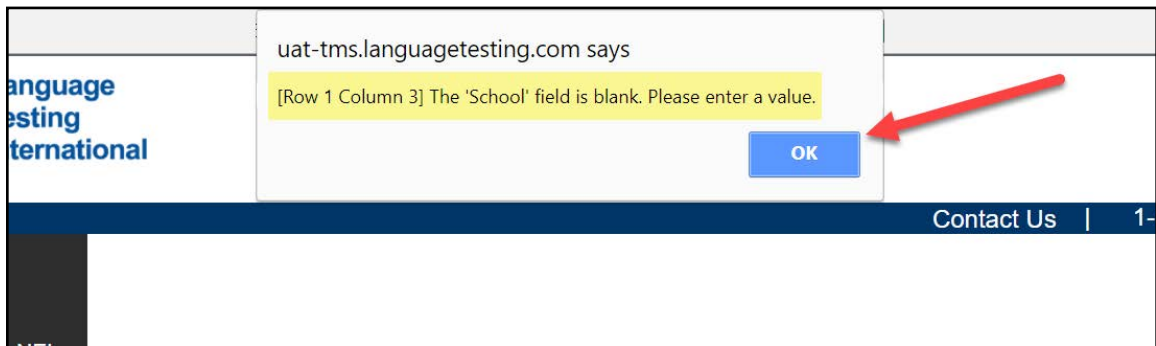 uat-tms.languagetesting.com says
[Row 1 Column 3] The 'School' field is blank. Please enter a value.
OK
anguage
esting
ternational
Contact Us | 1-